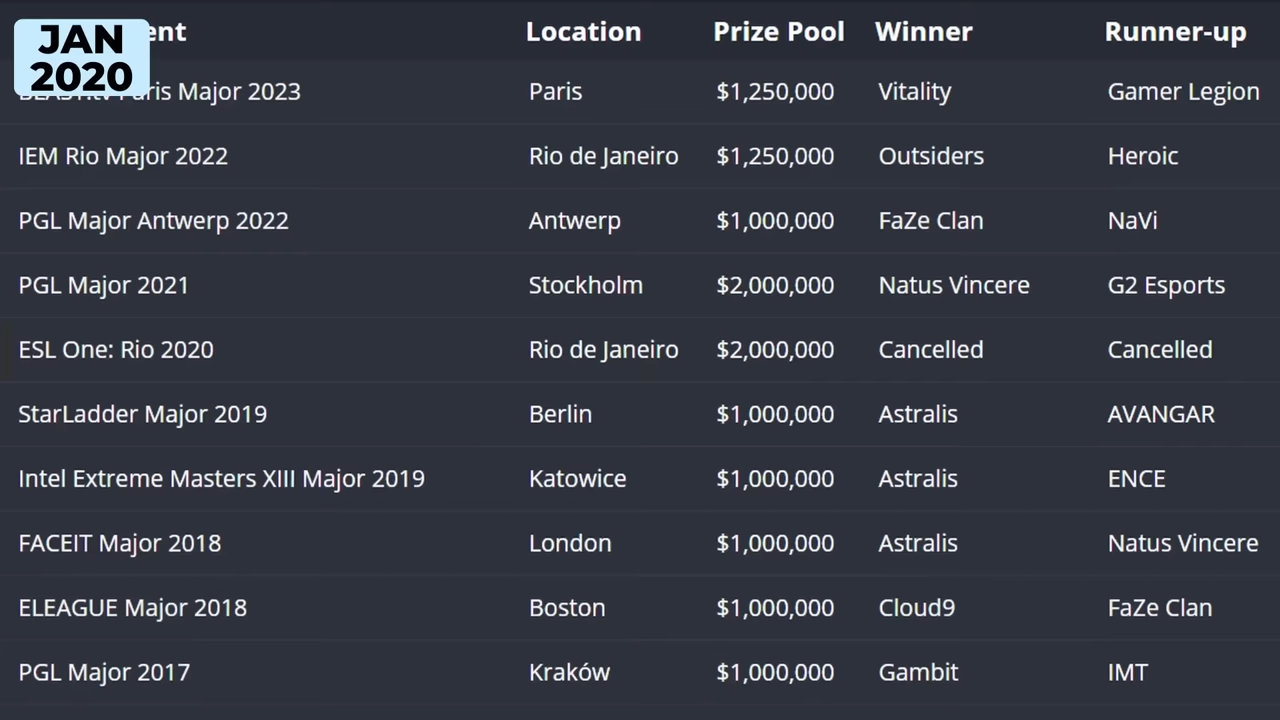 JAN
2020
ent Location Prize Pool Winner Runner-up
Paris Major 2023 Paris $1,250,000 Vitality Gamer Legion
IEM Rio Major 2022 Rio de Janeiro $1,250,000 Outsiders Heroic
PGL Major Antwerp 2022 Antwerp $1,000,000 FaZe Clan NaVi
PGL Major 2021 Stockholm $2,000,000 Natus Vincere G2 Esports
ESL One: Rio 2020 Rio de Janeiro $2,000,000 Cancelled Cancelled
StarLadder Major 2019 Berlin $1,000,000 Astralis AVANGAR
Intel Extreme Masters XIII Major 2019 Katowice $1,000,000 Astralis ENCE
FACEIT Major 2018 London $1,000,000 Astralis Natus Vincere
ELEAGUE Major 2018 Boston $1,000,000 Cloud9 FaZe Clan
PGL Major 2017 Kraków $1,000,000 Gambit IMT